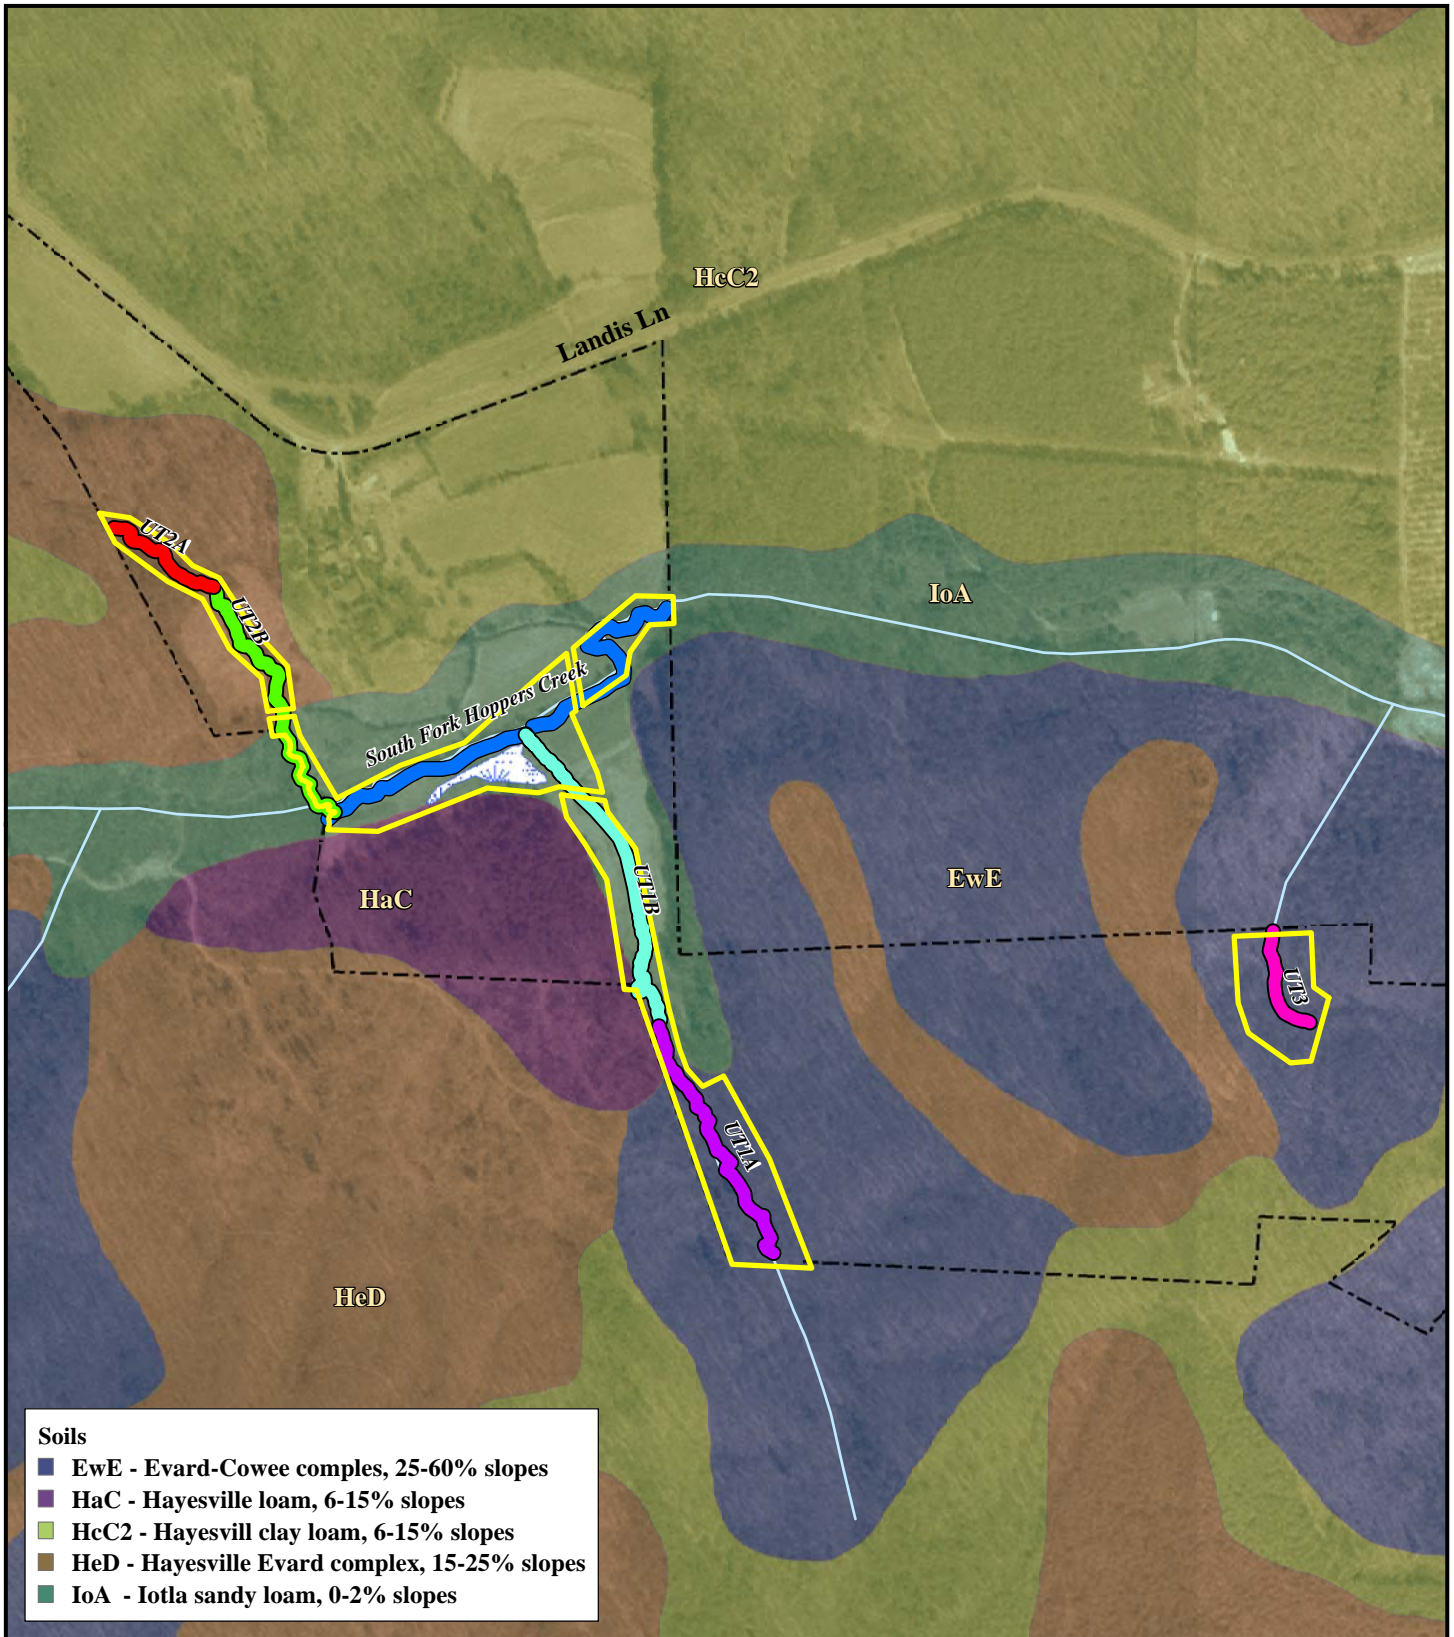 HcC2
Landis Ln
UT2A
IoA
UT2B
South Fork Hoppers Creek
EwE
HaC
UT1B
UT3
UT1A
HeD
Soils
EwE - Evard-Cowee comples, 25-60% slopes
HaC - Hayesville loam, 6-15% slopes
HcC2 - Hayesvill clay loam, 6-15% slopes
HeD - Hayesville Evard complex, 15-25% slopes
IoA - Iotla sandy loam, 0-2% slopes